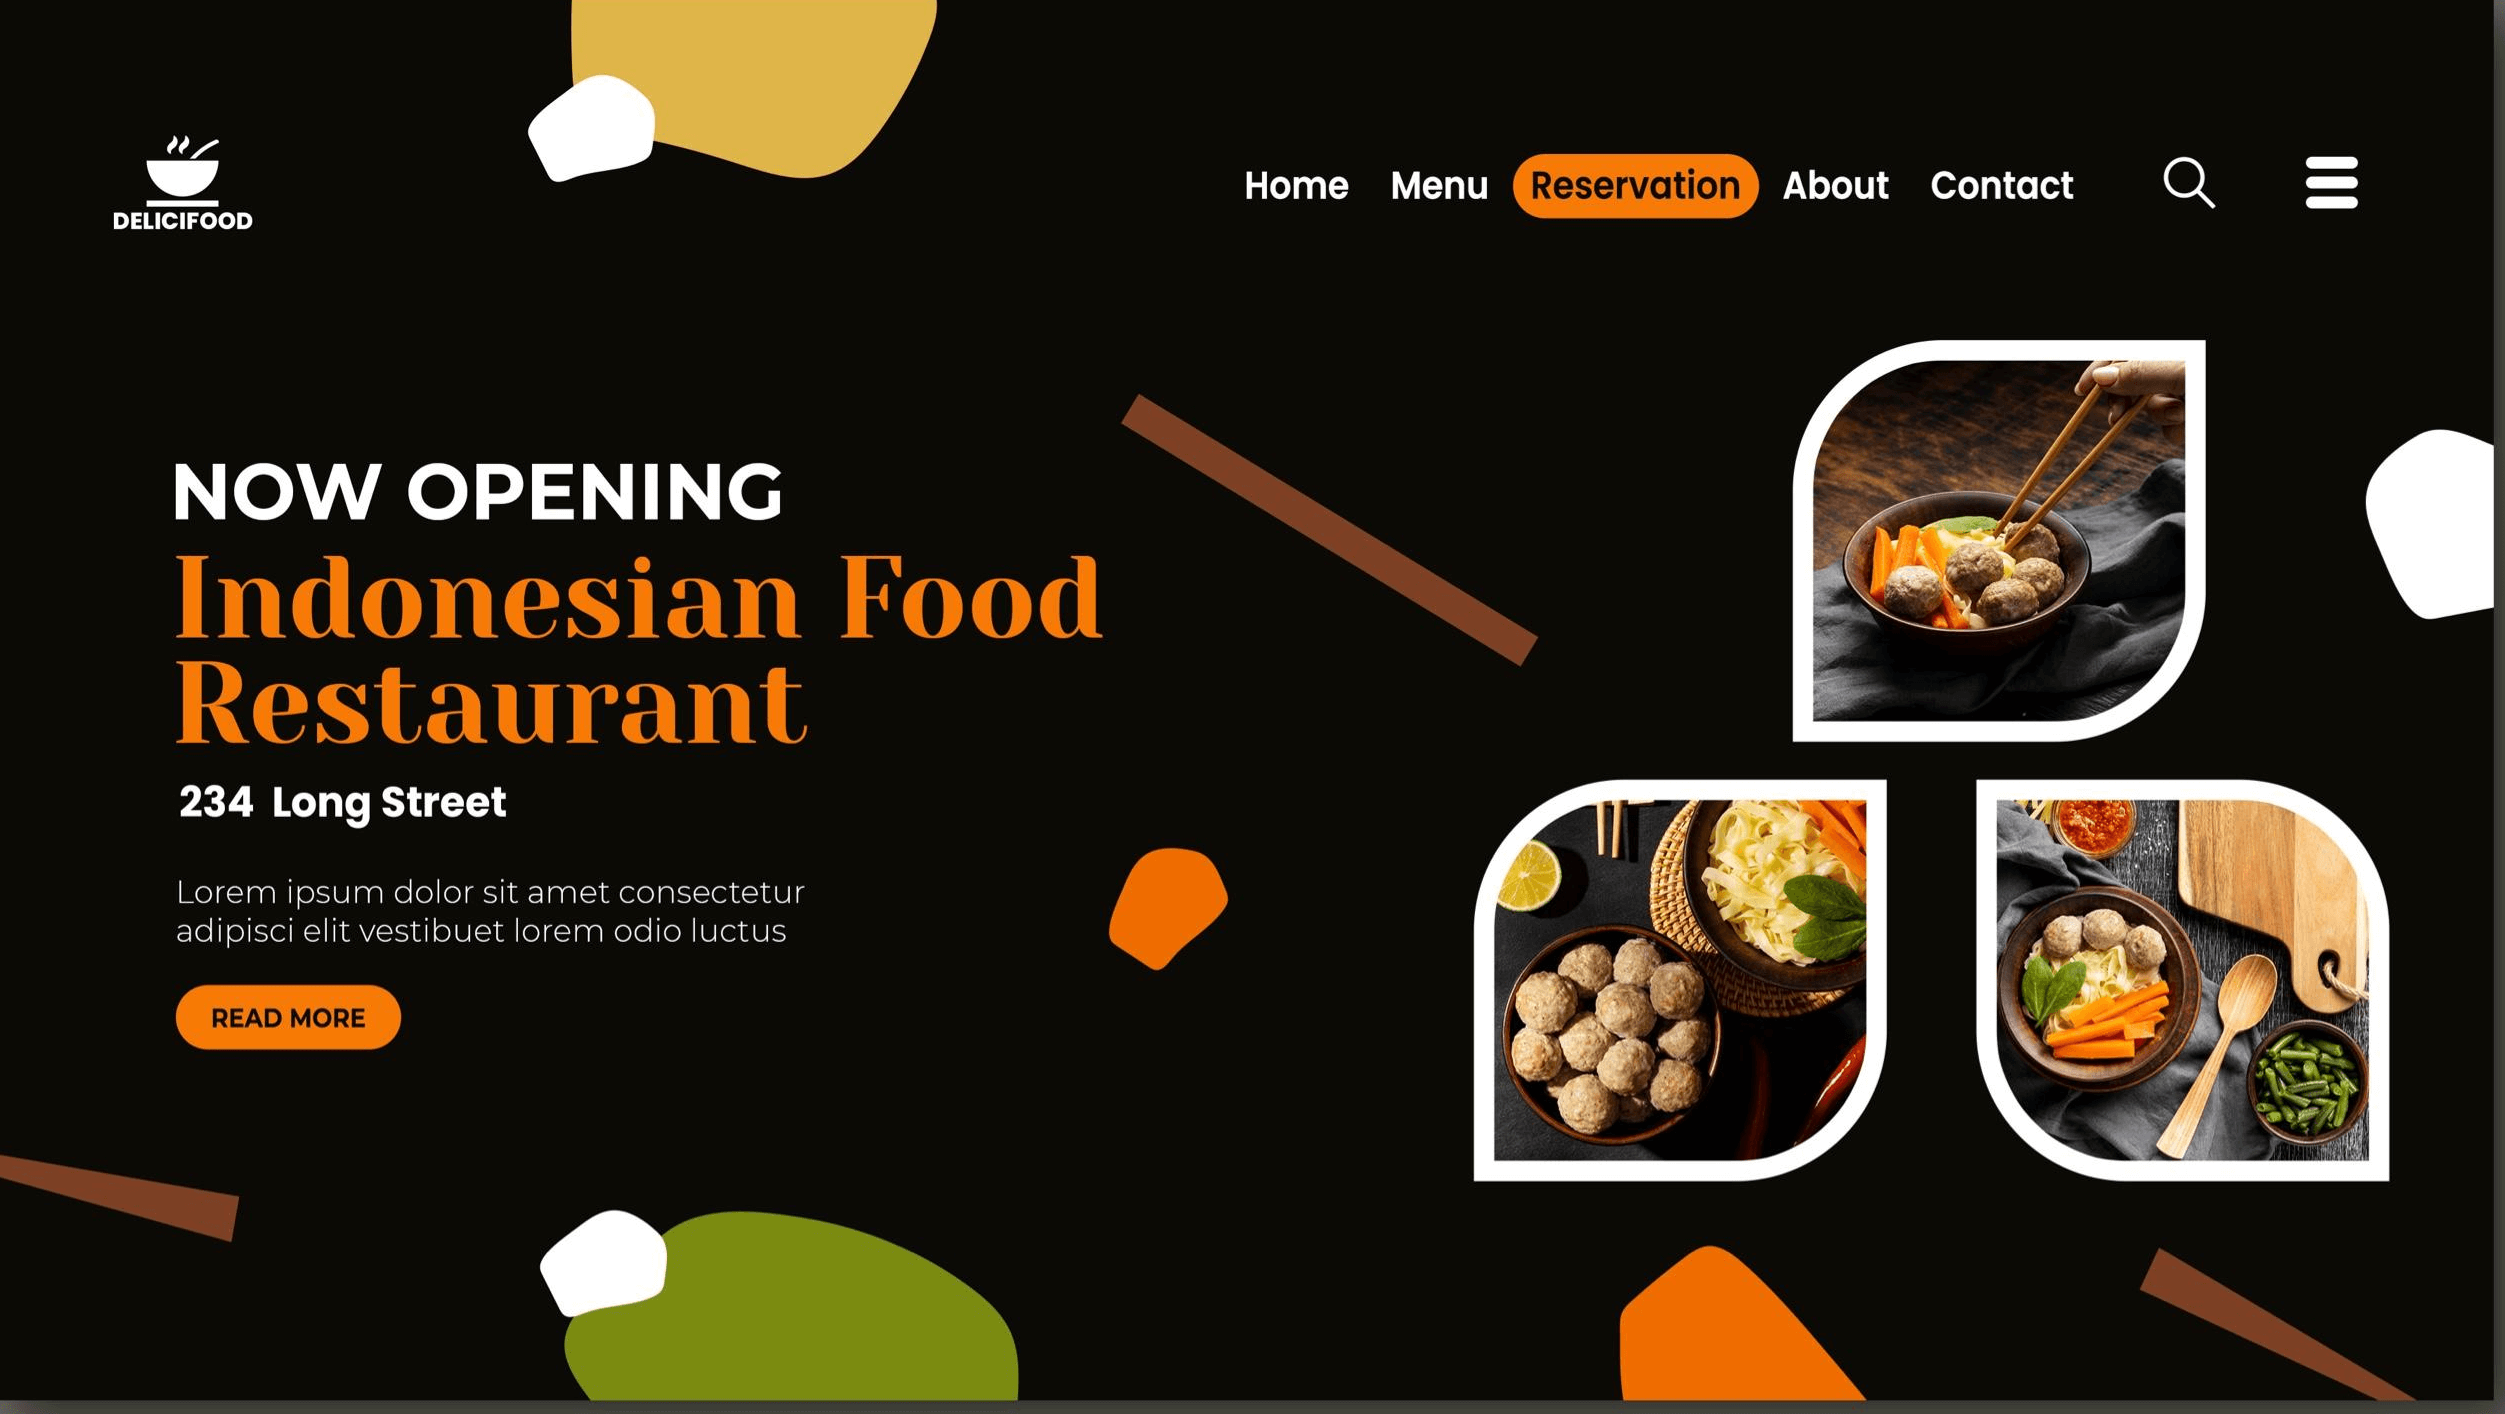 DELICIFOOD
Home Menu Reservation About Contact
NOW OPENING
Indonesian Food
Restaurant
234 Long Street
Lorem ipsum dolor sit amet consectetur
adipisci elit vestibuet lorem odio luctus
READ MORE